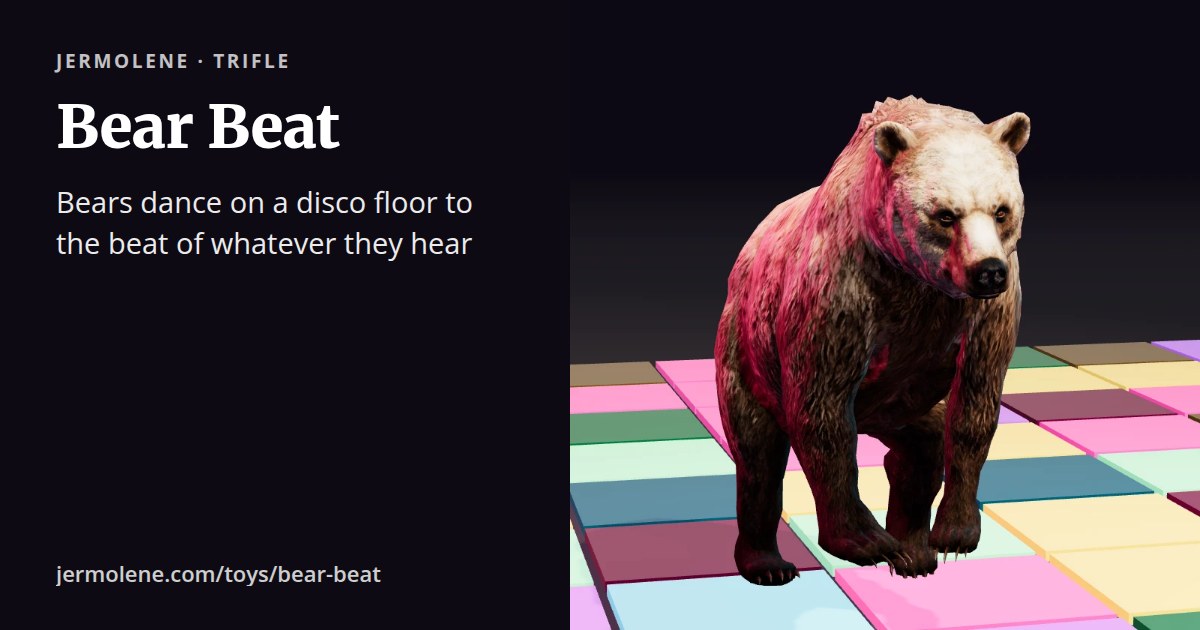 JERMOLENE · TRIFLE
Bear Beat
Bears dance on a disco floor to
the beat of whatever they hear
jermolene.com/toys/bear-beat